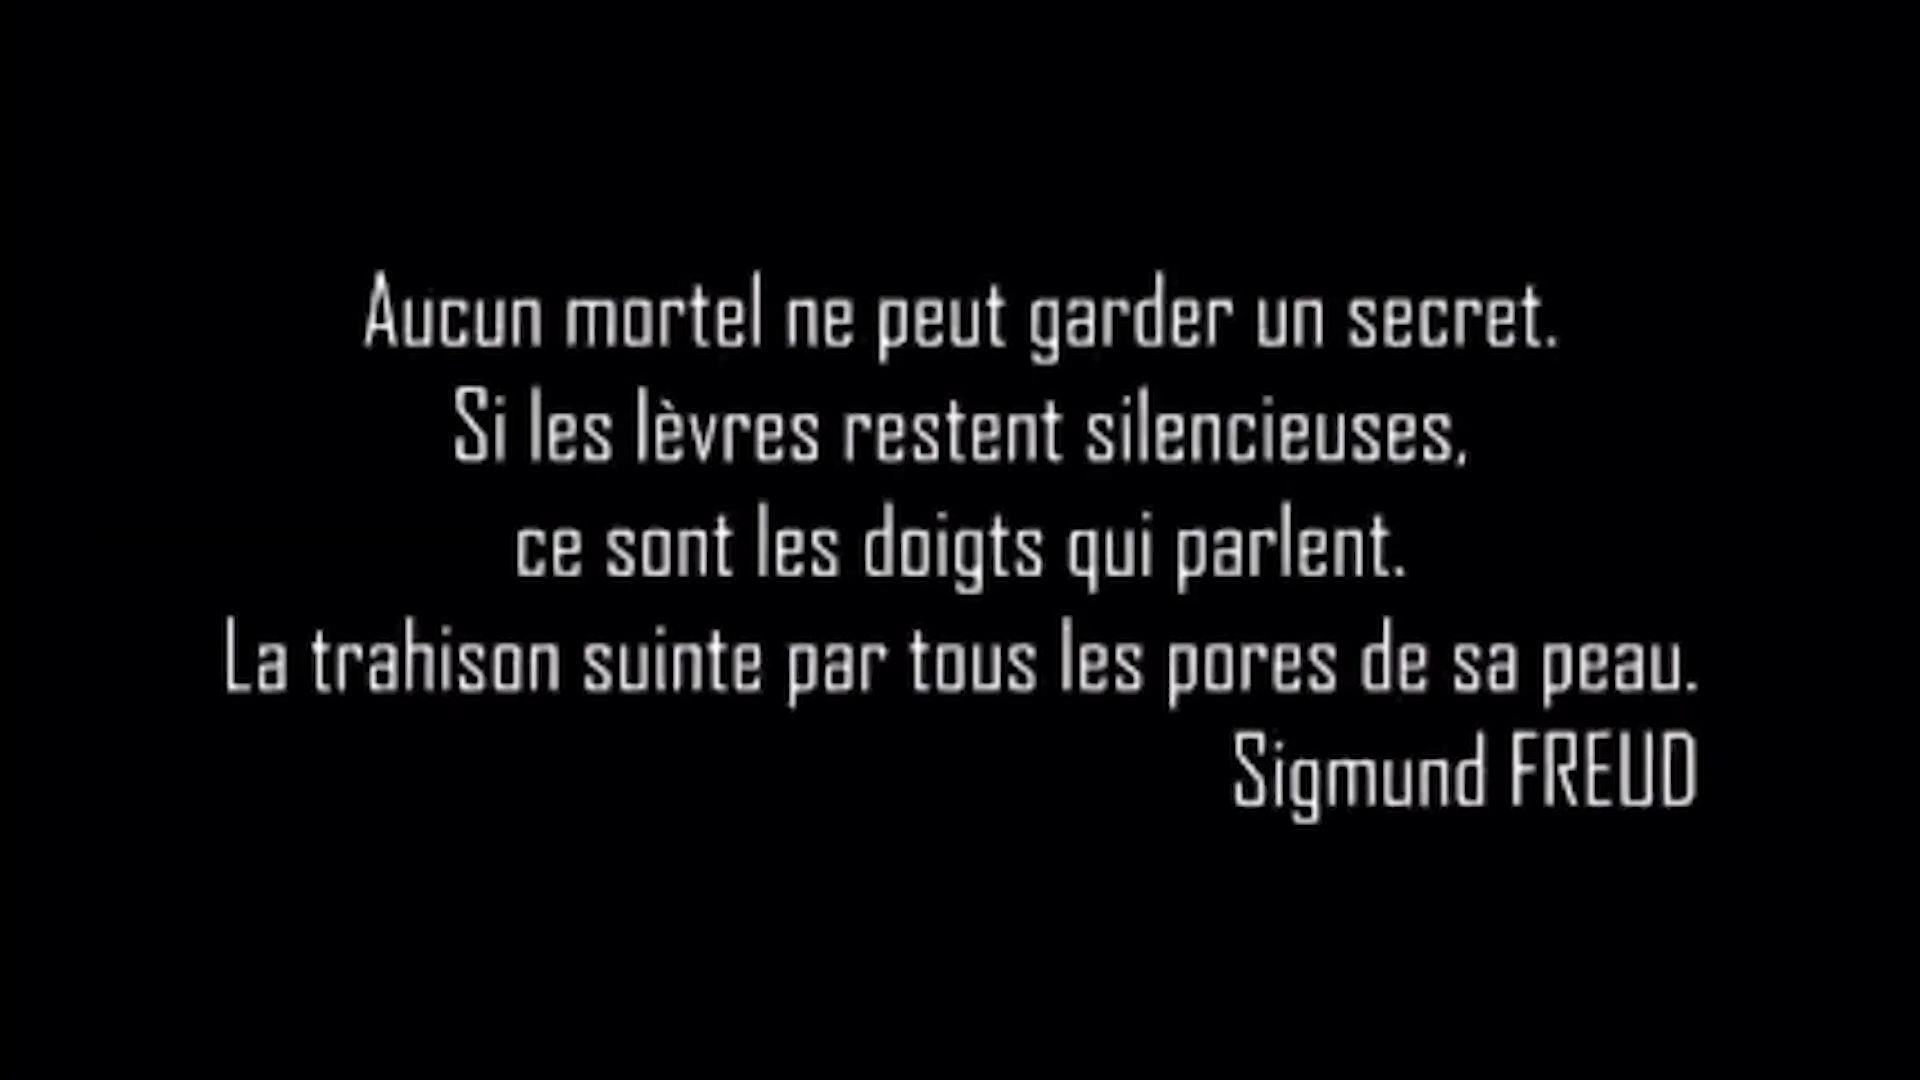 Aucun mortel ne peut garder un secret.
Si les lèvres restent silencieuses,
ce sont les doigts qui parlent.
La trahison suinte par tous les pores de sa peau.
Sigmund FREUD